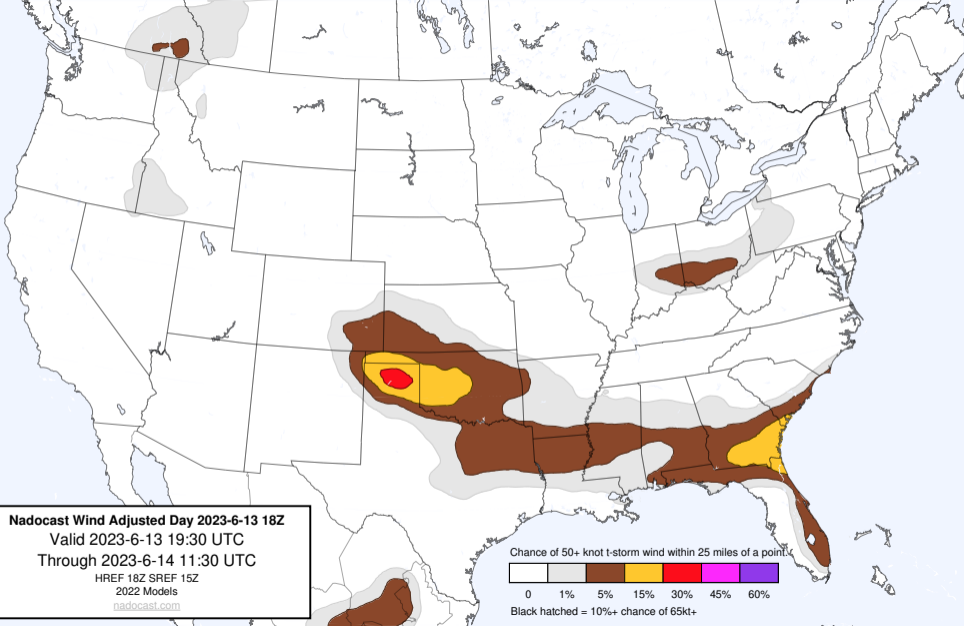 Nadocast Wind Adjusted Day 2023-6-13 18Z
Valid 2023-6-13 19:30 UTC
Through 2023-6-14 11:30 UTC
HREF 18Z SREF 15Z
2022 Models
nadocast.com
Chance of 50+ knot t-storm wind within 25 miles of a point.
0 1% 5% 15% 30% 45% 60%
Black hatched = 10%+ chance of 65kt+